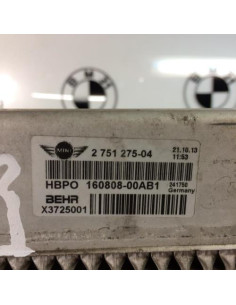 MINI 2 751 275-04 21.10.13
11:53
HBPO 160808-00AB1 241750
Germany
BEHR
X3725001